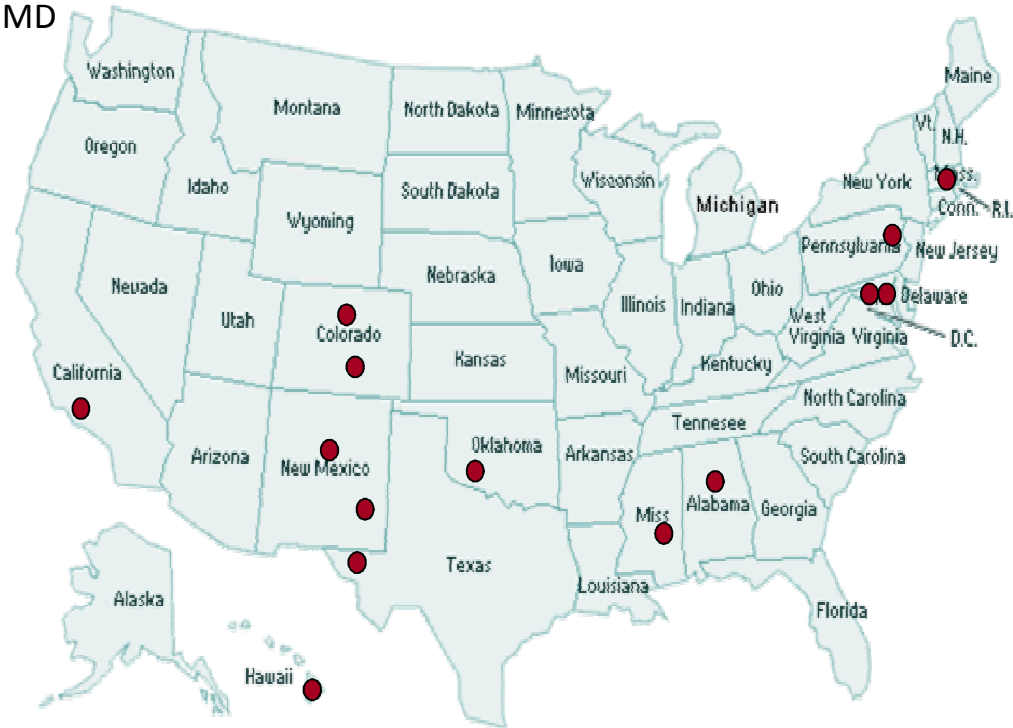 MD
Washington
Montana
North Dakota
Minnesota
Maine
Oregon
Vt.
N.H.
Idaho
South Dakota
Wisconsin
Mass.
New York
Michigan
Wyoming
Conn.
R.I.
Pennsylvania
New Jersey
Nebraska
Iowa
Nevada
Ohio
Delaware
Illinois
Indiana
Utah
Colorado
West
Virginia
Virginia
D.C.
Kansas
Kentucky
California
Missouri
North Carolina
Tennesee
Oklahoma
Arkansas
Arizona
New Mexico
South Carolina
Miss
Alabama
Georgia
Texas
Louisiana
Alaska
Florida
Hawaii